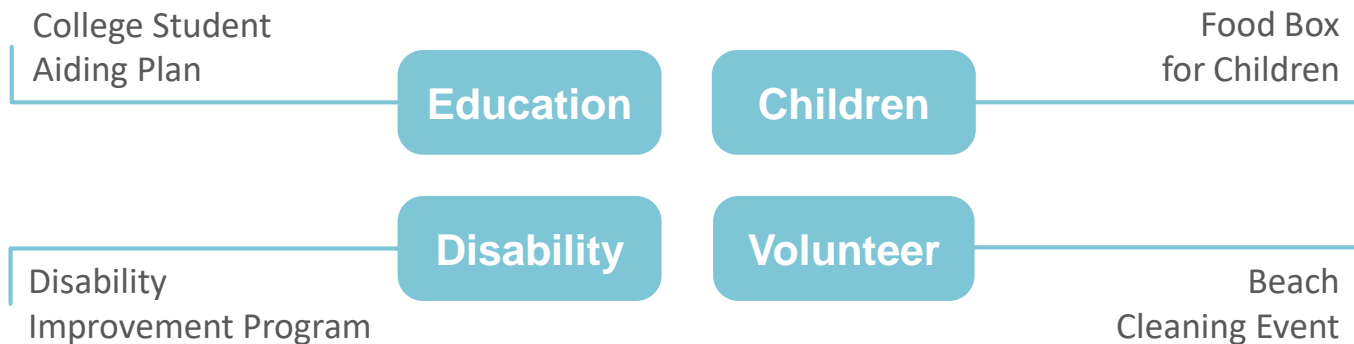 College Student
Aiding Plan
Education
Children
Food Box
for Children
Disability
Improvement Program
Disability
Volunteer
Beach
Cleaning Event